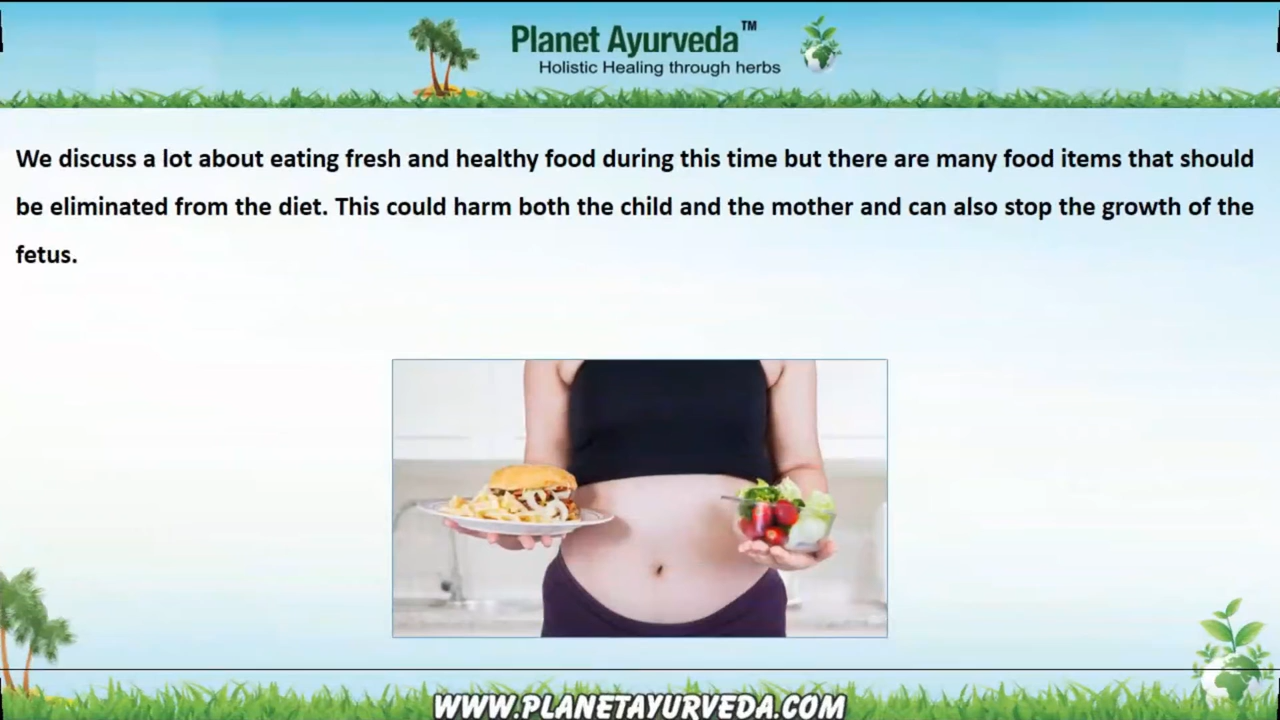 Planet Ayurveda™
Holistic Healing through herbs
We discuss a lot about eating fresh and healthy food during this time but there are many food items that should
be eliminated from the diet. This could harm both the child and the mother and can also stop the growth of the
fetus.
WWW.PLANETAYURVEDA.COM